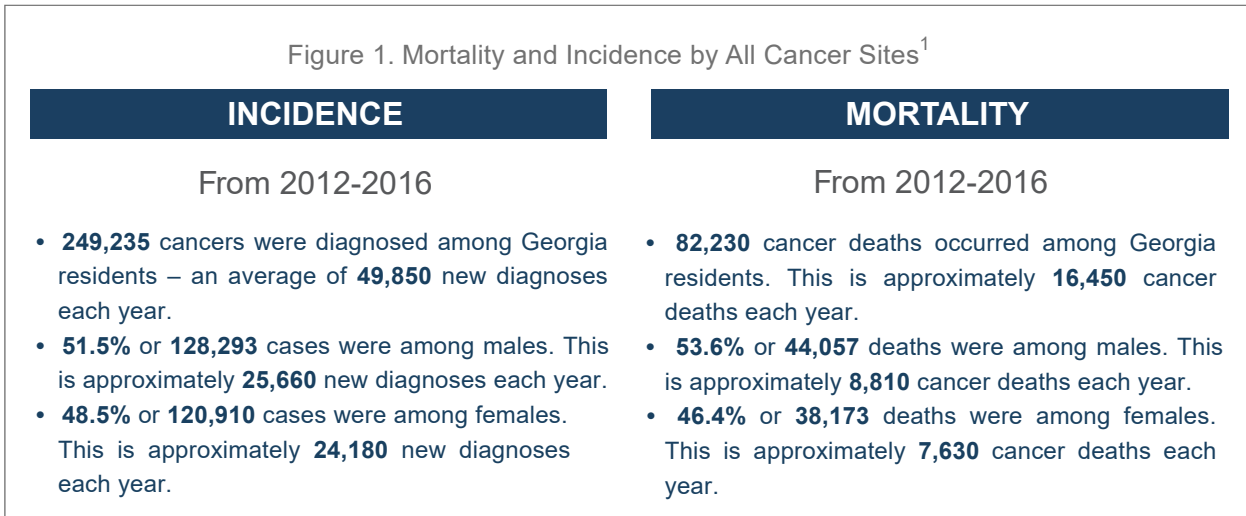 Figure 1. Mortality and Incidence by All Cancer Sites1
INCIDENCE
From 2012-2016
• 249,235 cancers were diagnosed among Georgia
residents – an average of 49,850 new diagnoses
each year.
• 51.5% or 128,293 cases were among males. This
is approximately 25,660 new diagnoses each year.
• 48.5% or 120,910 cases were among females.
This is approximately 24,180 new diagnoses
each year.
MORTALITY
From 2012-2016
• 82,230 cancer deaths occurred among Georgia
residents. This is approximately 16,450 cancer
deaths each year.
• 53.6% or 44,057 deaths were among males. This
is approximately 8,810 cancer deaths each year.
• 46.4% or 38,173 deaths were among females.
This is approximately 7,630 cancer deaths each
year.